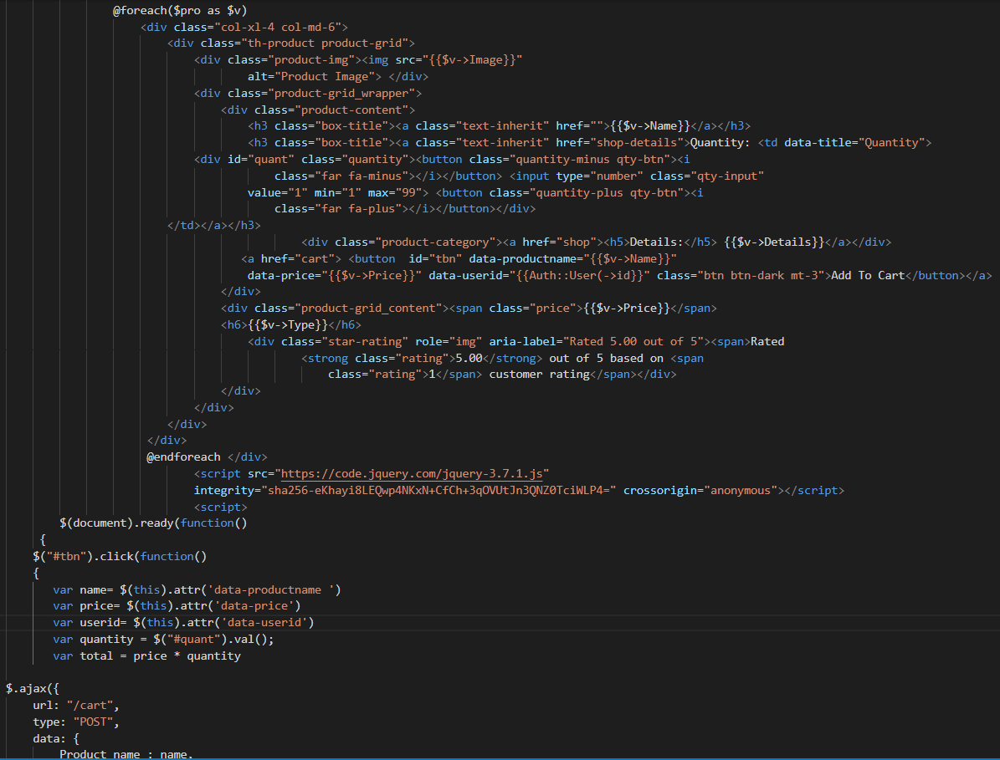 @foreach($pro as $v)
<div class="col-xl-4 col-md-6">
<div class="th-product product-grid">
<div class="product-img"><img src="{{$v->Image}}"
alt="Product Image"> </div>
<div class="product-grid_wrapper">
<div class="product-content">
<h3 class="box-title"><a class="text-inherit" href="">{{$v->Name}}</a></h3>
<h3 class="box-title"><a class="text-inherit" href="shop-details">Quantity: <td data-title="Quantity">
<div id="quant" class="quantity"><button class="quantity-minus qty-btn"><i
class="far fa-minus"></i></button> <input type="number" class="qty-input"
value="1" min="1" max="99"> <button class="quantity-plus qty-btn"><i
class="far fa-plus"></i></button></div>
</td></a></h3>
<div class="product-category"><a href="shop"><h5>Details:</h5> {{$v->Details}}</a></div>
<a href="cart"> <button  id="tbn" data-productname="{{$v->Name}}"
data-price="{{$v->Price}}" data-userid="{{Auth::User(->id}}" class="btn btn-dark mt-3">Add To Cart</button></a>
</div>
<div class="product-grid_content"><span class="price">{{$v->Price}}</span>
<h6>{{$v->Type}}</h6>
<div class="star-rating" role="img" aria-label="Rated 5.00 out of 5"><span>Rated
<strong class="rating">5.00</strong> out of 5 based on <span
class="rating">1</span> customer rating</span></div>
</div>
</div>
</div>
</div>
@endforeach </div>
<script src="https://code.jquery.com/jquery-3.7.1.js"
integrity="sha256-eKhayi8LEQwp4NKxN+CfCh+3qOVUtJn3QNZ0TciWLP4=" crossorigin="anonymous"></script>
<script>
$(document).ready(function()
{
$("#tbn").click(function()
{
var name= $(this).attr('data-productname ')
var price= $(this).attr('data-price')
var userid= $(this).attr('data-userid')
var quantity = $("#quant").val();
var total = price * quantity
$.ajax({
url: "/cart",
type: "POST",
data: {
Product_name : name,